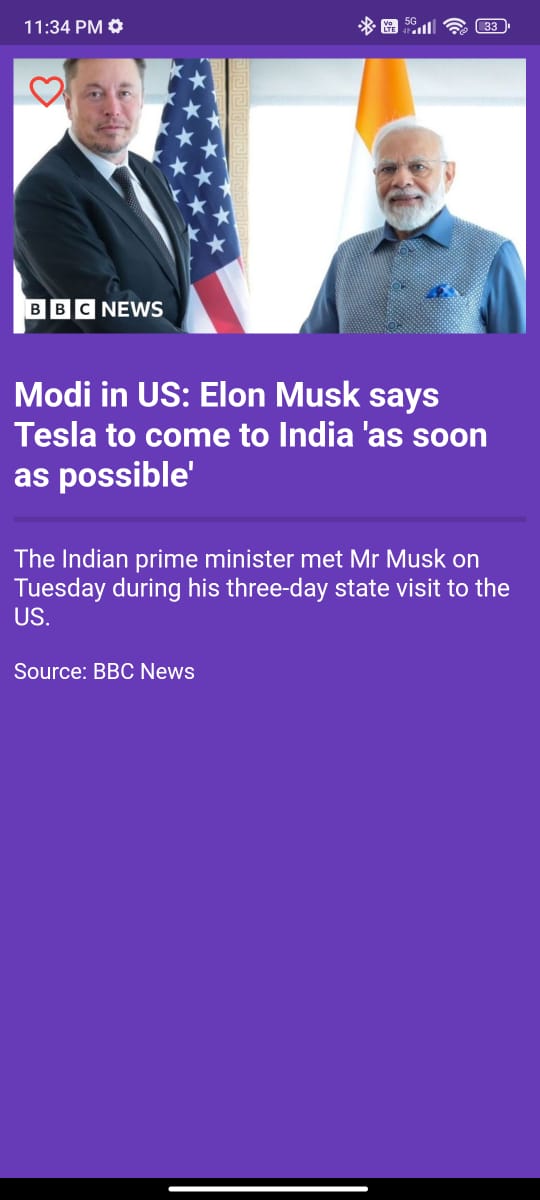 11:34 PM
Vo LTE 5G 33
BBC NEWS
Modi in US: Elon Musk says
Tesla to come to India 'as soon
as possible'
The Indian prime minister met Mr Musk on
Tuesday during his three-day state visit to the
US.
Source: BBC News